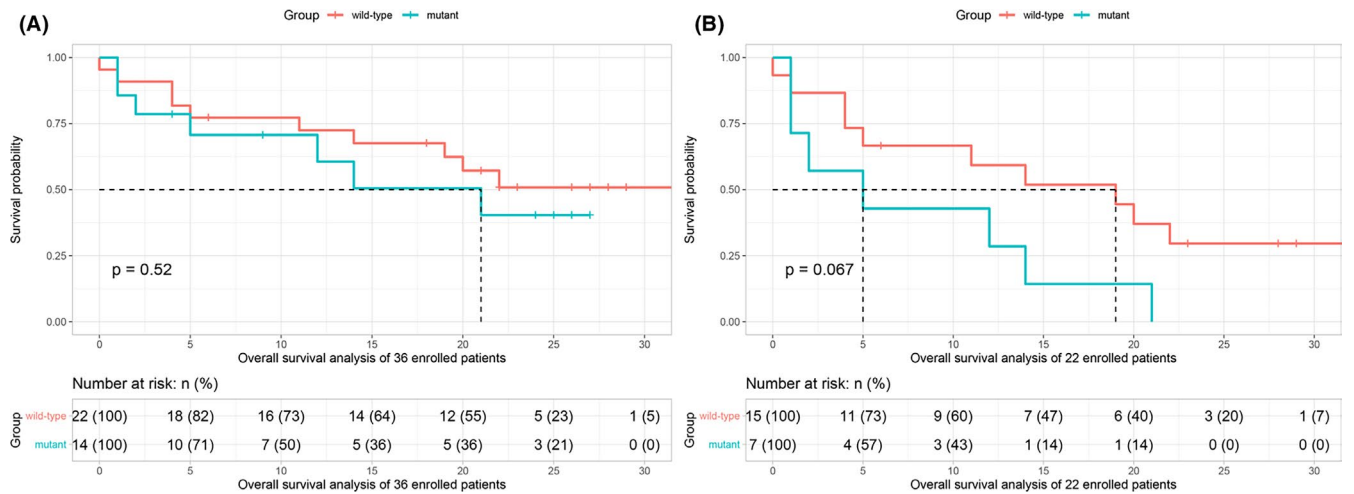 (A)
Group wild-type mutant
1.00
0.75
0.50
0.25
0.00
Survival probability
p = 0.52
0 5 10 15 20 25 30
Overall survival analysis of 36 enrolled patients
Number at risk: n (%)
Group
wild-type 22 (100) 18 (82) 16 (73) 14 (64) 12 (55) 5 (23) 1 (5)
mutant 14 (100) 10 (71) 7 (50) 5 (36) 5 (36) 3 (21) 0 (0)
0 5 10 15 20 25 30
Overall survival analysis of 36 enrolled patients
(B)
Group wild-type mutant
1.00
0.75
0.50
0.25
0.00
Survival probability
p = 0.067
0 5 10 15 20 25 30
Overall survival analysis of 22 enrolled patients
Number at risk: n (%)
Group
wild-type 15 (100) 11 (73) 9 (60) 7 (47) 6 (40) 3 (20) 1 (7)
mutant 7 (100) 4 (57) 3 (43) 1 (14) 1 (14) 0 (0) 0 (0)
0 5 10 15 20 25 30
Overall survival analysis of 22 enrolled patients